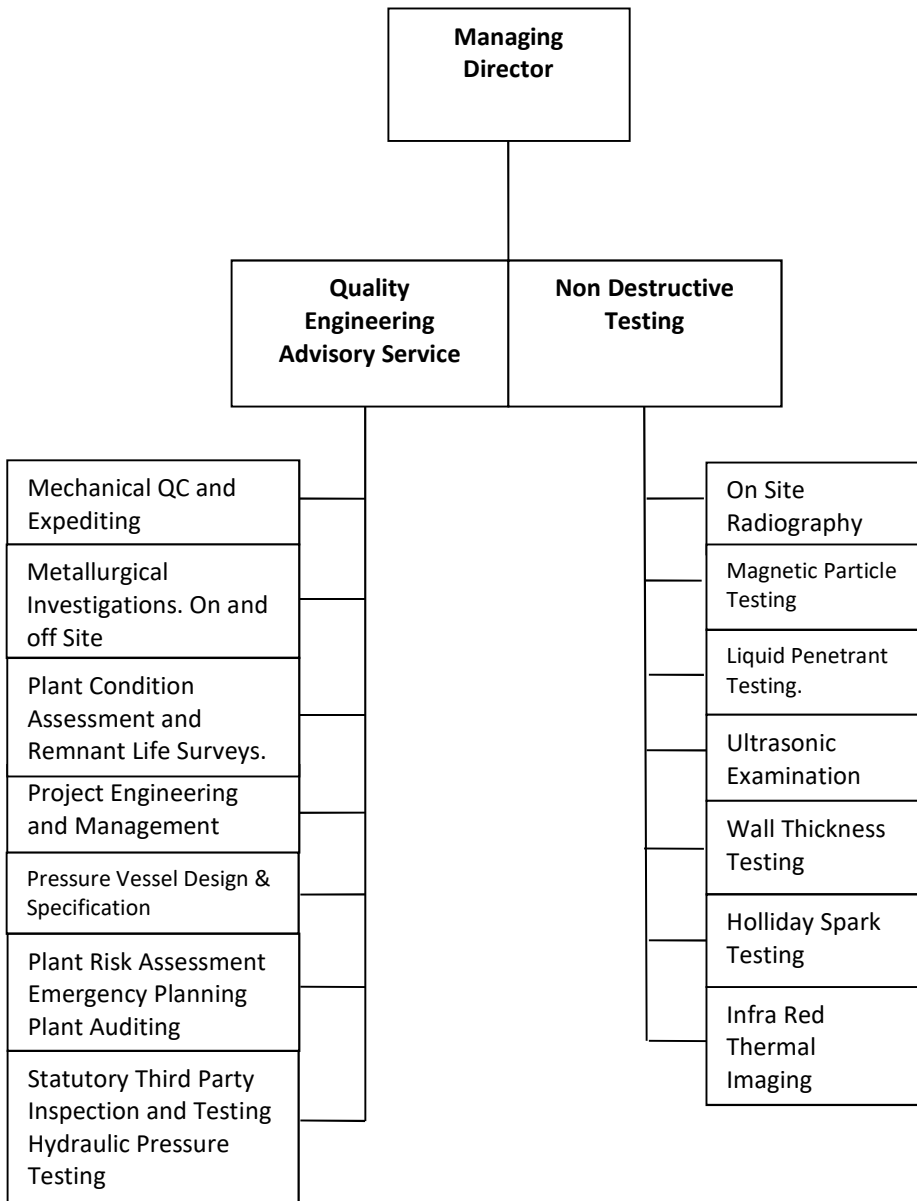 Managing
Director
Quality
Engineering
Advisory Service
Non Destructive
Testing
Mechanical QC and
Expediting
Metallurgical
Investigations. On and
off Site
Plant Condition
Assessment and
Remnant Life Surveys.
Project Engineering
and Management
Pressure Vessel Design &
Specification
Plant Risk Assessment
Emergency Planning
Plant Auditing
Statutory Third Party
Inspection and Testing
Hydraulic Pressure
Testing
On Site
Radiography
Magnetic Particle
Testing
Liquid Penetrant
Testing.
Ultrasonic
Examination
Wall Thickness
Testing
Holliday Spark
Testing
Infra Red
Thermal
Imaging